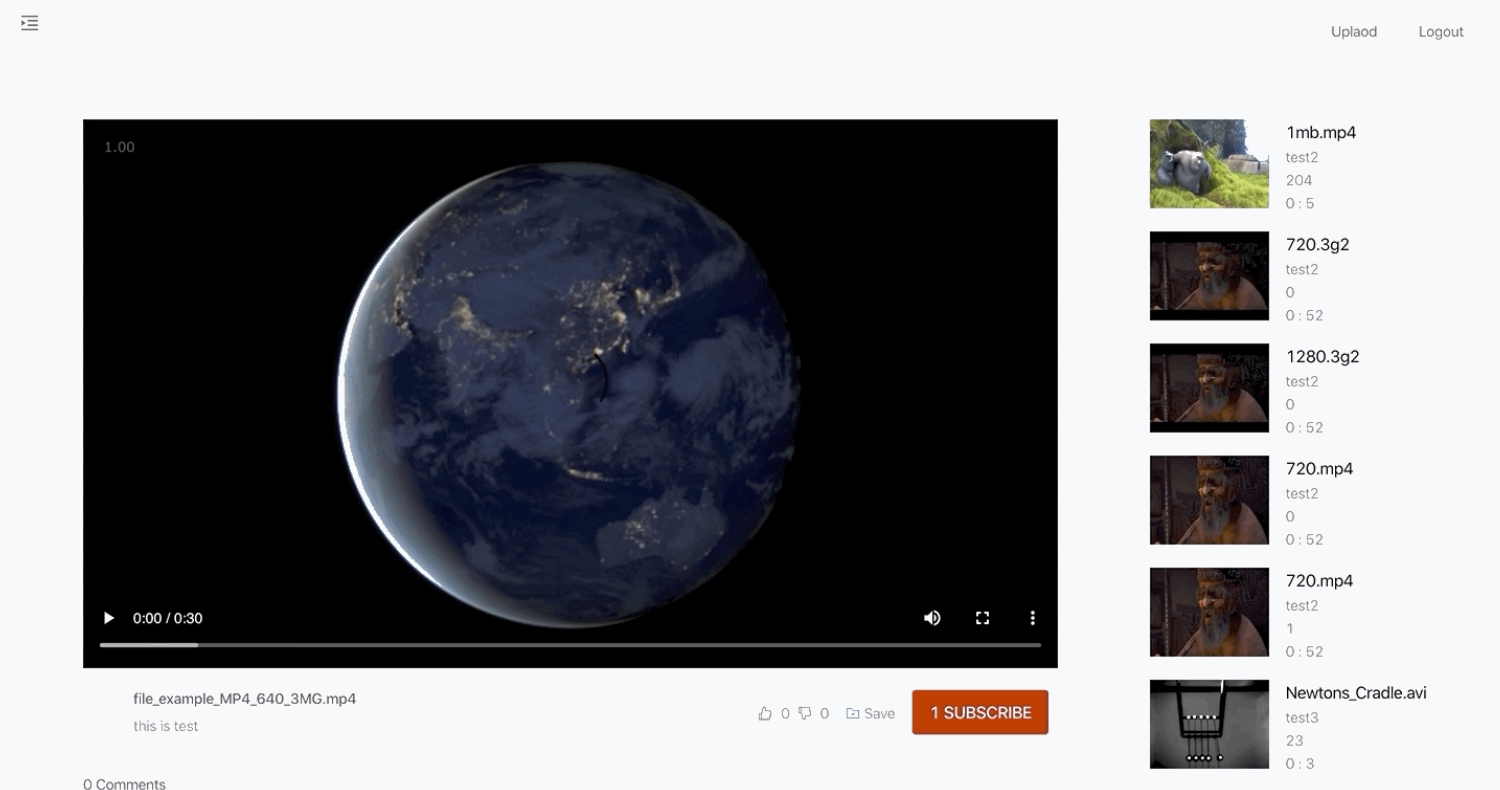 Uplaod Logout
1.00
0:00 / 0:30
file_example_MP4_640_3MG.mp4
this is test
0 0 Save 1 SUBSCRIBE
0 Comments
1mb.mp4
test2
204
0 : 5
720.3g2
test2
0
0 : 52
1280.3g2
test2
0
0 : 52
720.mp4
test2
0
0 : 52
720.mp4
test2
1
0 : 52
Newtons_Cradle.avi
test3
23
0 : 3